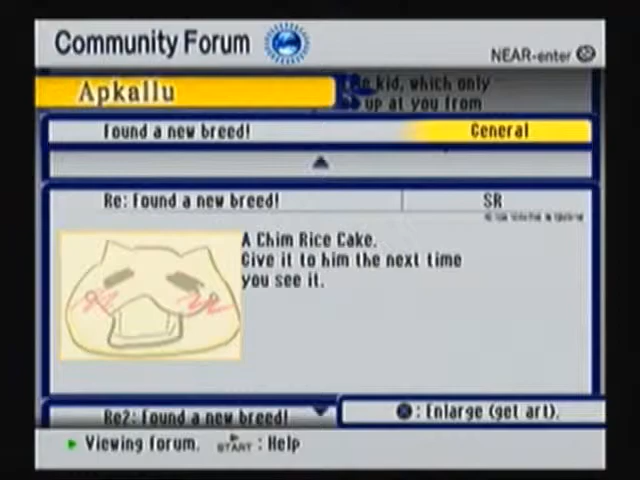 Community Forum
NEAR-enter
Apkallu
kid, which only
up at you from
Found a new breed!
General
Re: Found a new breed!
SR
A Chim Rice Cake.
Give it to him the next time
you see it.
Re2: Found a new breed!
: Enlarge (get art).
Viewing forum. START : Help